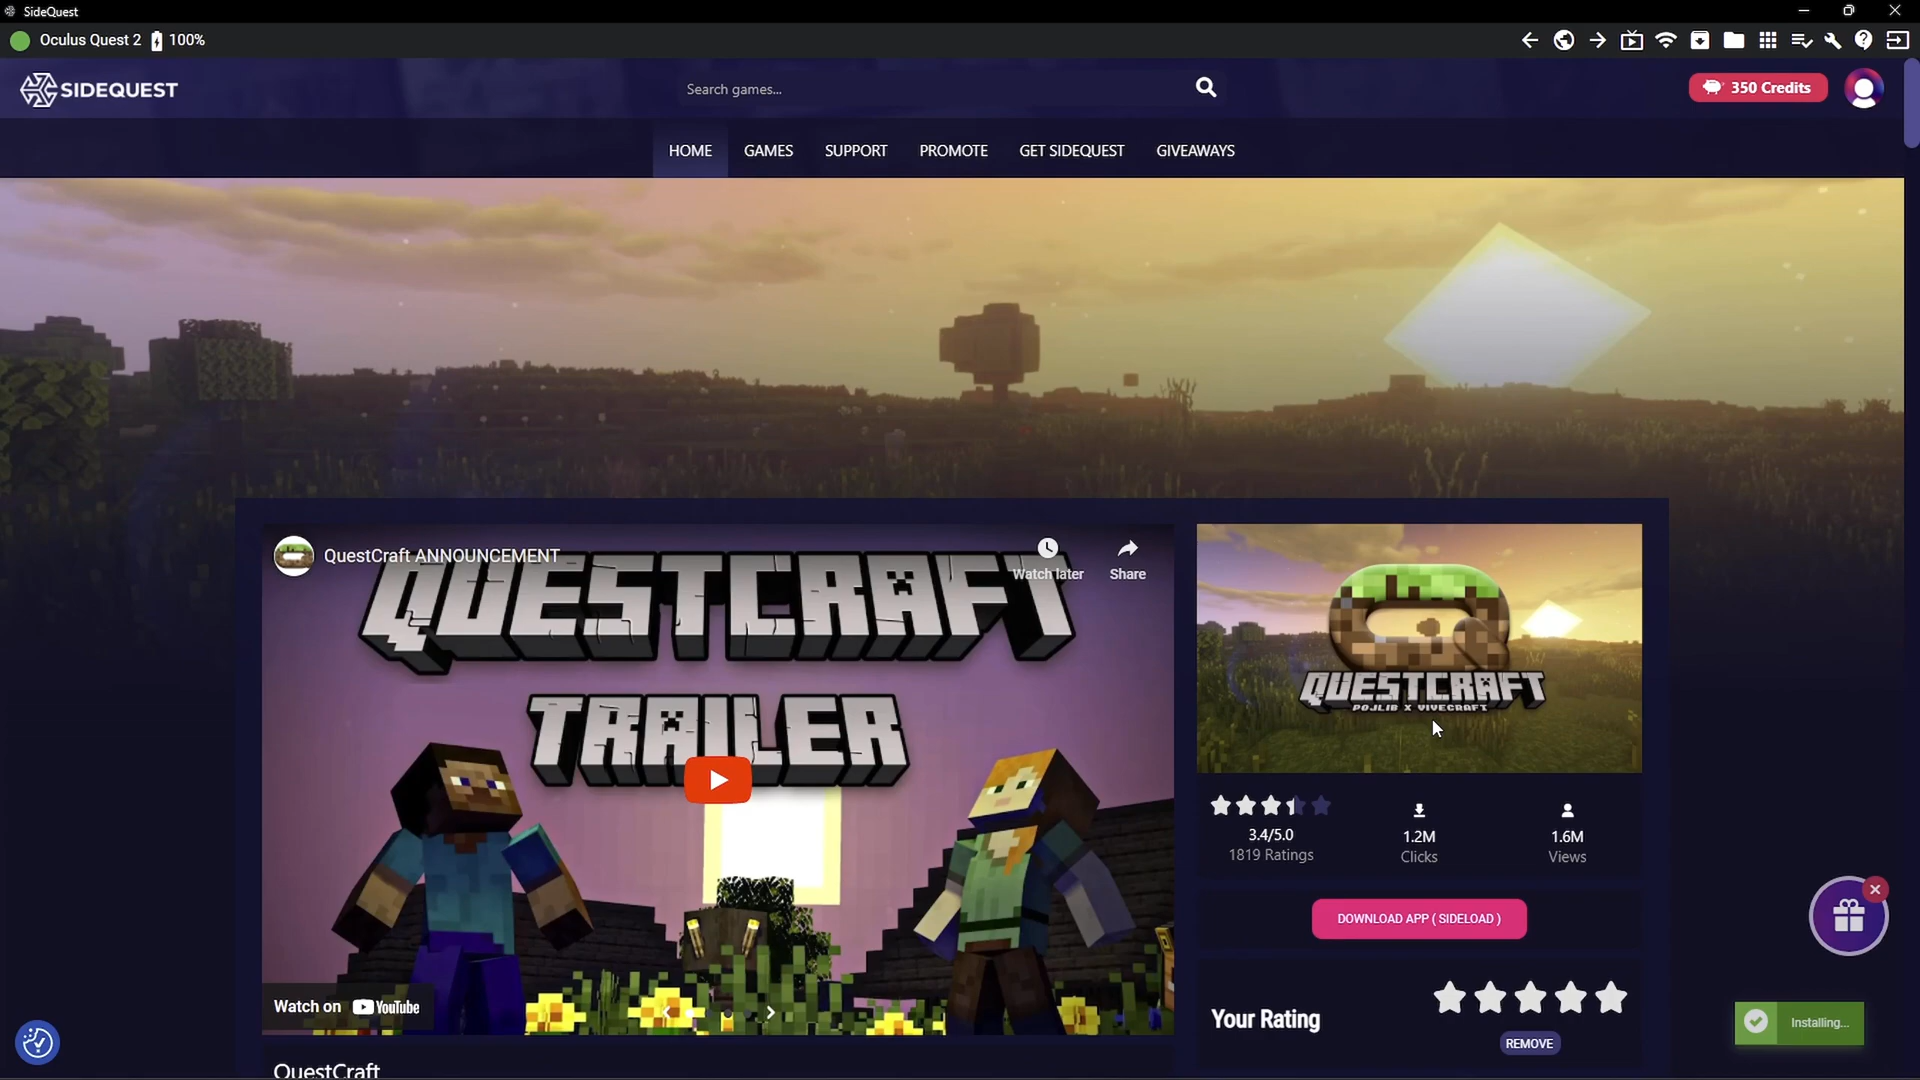 SideQuest
Oculus Quest 2 100%
SIDEQUEST
Search games...
350 Credits
HOME GAMES SUPPORT PROMOTE GET SIDEQUEST GIVEAWAYS
QuestCraft ANNOUNCEMENT
Watch later
Share
QUESTCRAFT
TRAILER
Watch on YouTube
QuestCraft
QUESTCRAFT
POJLIB X VIVECRAFT
3.4/5.0
1819 Ratings
1.2M
Clicks
1.6M
Views
DOWNLOAD APP ( SIDELOAD )
Your Rating
REMOVE
Installing...